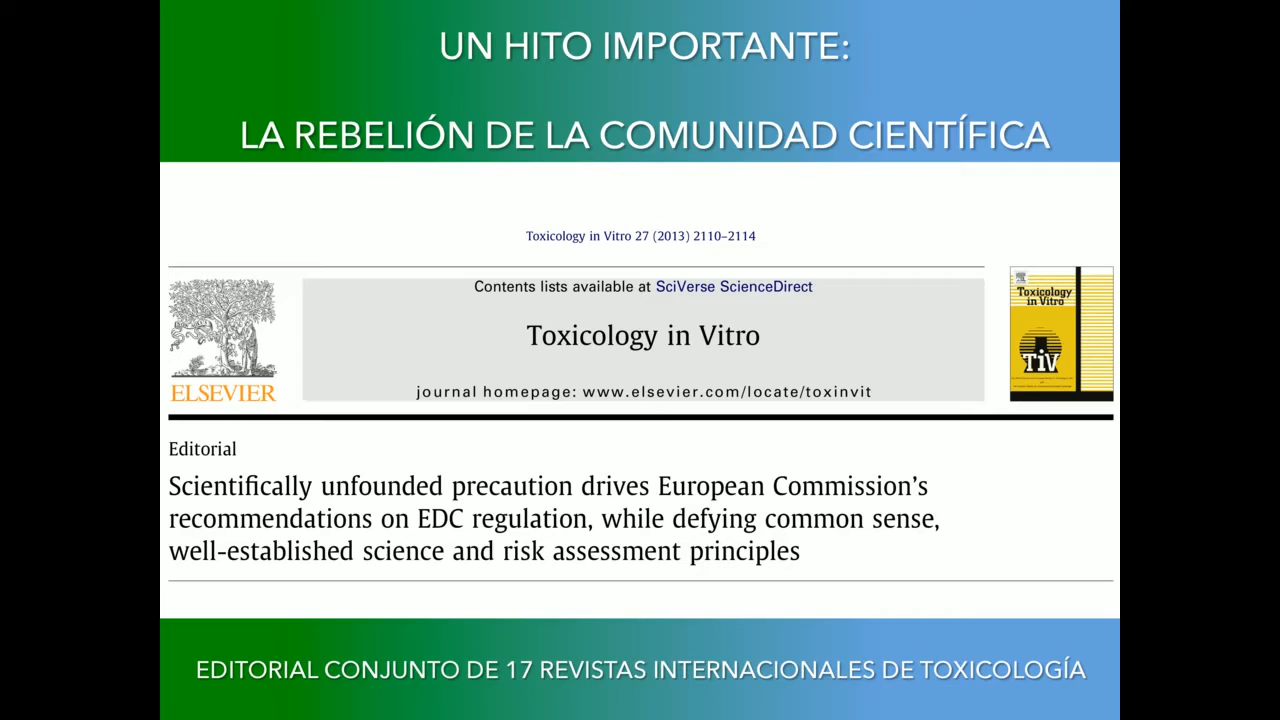 UN HITO IMPORTANTE:
LA REBELIÓN DE LA COMUNIDAD CIENTÍFICA
Toxicology in Vitro 27 (2013) 2110–2114
Contents lists available at SciVerse ScienceDirect
Toxicology in Vitro
journal homepage: www.elsevier.com/locate/toxinvit
ELSEVIER
Toxicology
in Vitro
TiV
Editorial
Scientifically unfounded precaution drives European Commission’s
recommendations on EDC regulation, while defying common sense,
well-established science and risk assessment principles
EDITORIAL CONJUNTO DE 17 REVISTAS INTERNACIONALES DE TOXICOLOGÍA